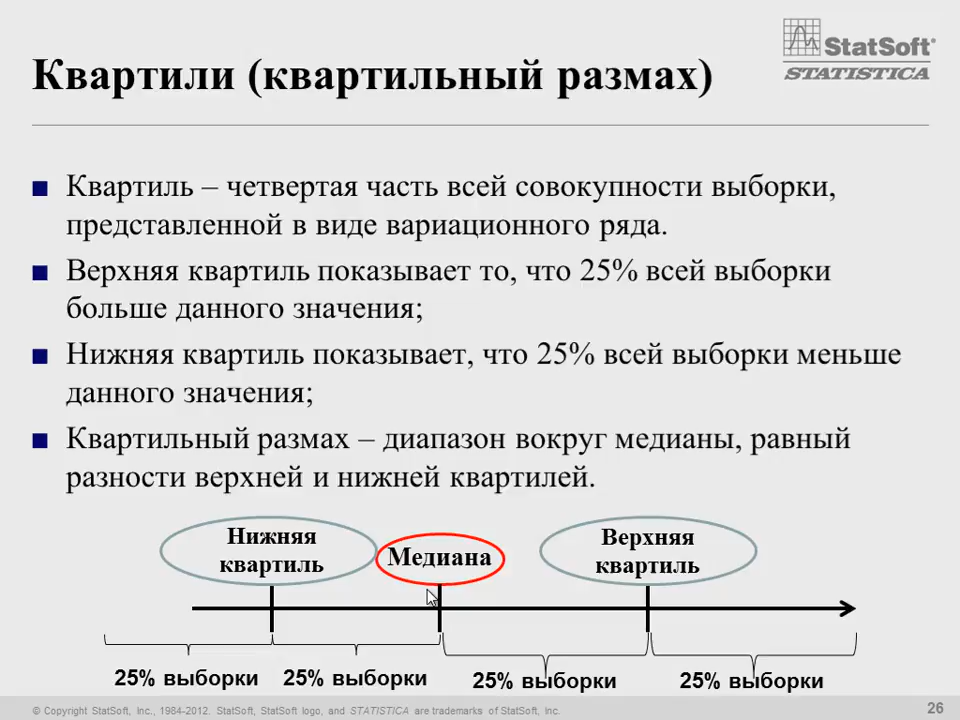 StatSoft®
STATISTICA
Квартили (квартильный размах)
Квартиль – четвертая часть всей совокупности выборки,
представленной в виде вариационного ряда.
Верхняя квартиль показывает то, что 25% всей выборки
больше данного значения;
Нижняя квартиль показывает, что 25% всей выборки меньше
данного значения;
Квартильный размах – диапазон вокруг медианы, равный
разности верхней и нижней квартилей.
Нижняя
квартиль
Медиана
Верхняя
квартиль
25% выборки
25% выборки
25% выборки
25% выборки
© Copyright StatSoft, Inc., 1984-2012. StatSoft, StatSoft logo, and STATISTICA are trademarks of StatSoft, Inc.
26